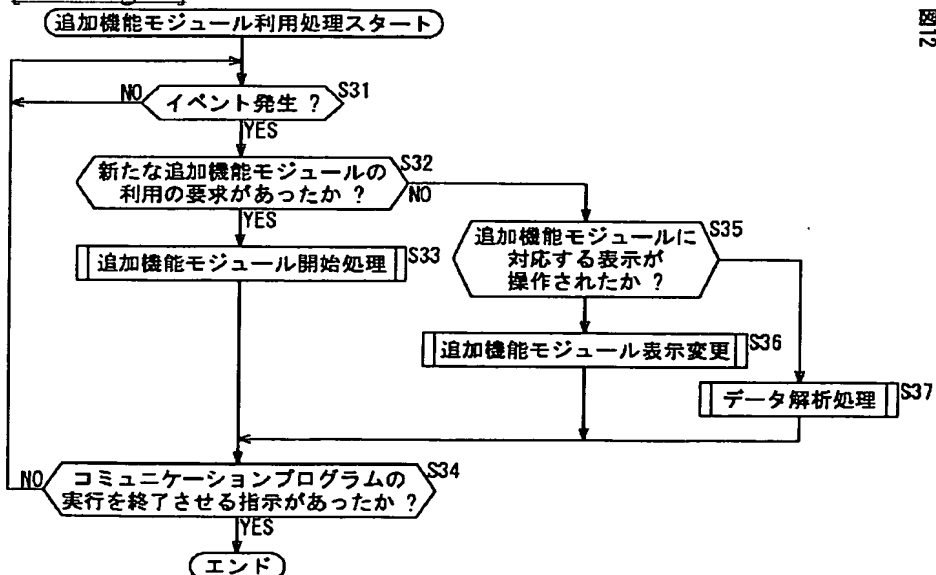 追加機能モジュール利用処理スタート
図12
イベント発生 ?
S31
NO
YES
新たな追加機能モジュールの
利用の要求があったか ?
S32
NO
YES
追加機能モジュール開始処理
S33
追加機能モジュールに
対応する表示が
操作されたか ?
S35
追加機能モジュール表示変更
S36
データ解析処理
S37
コミュニケーションプログラムの
実行を終了させる指示があったか ?
S34
NO
YES
エンド